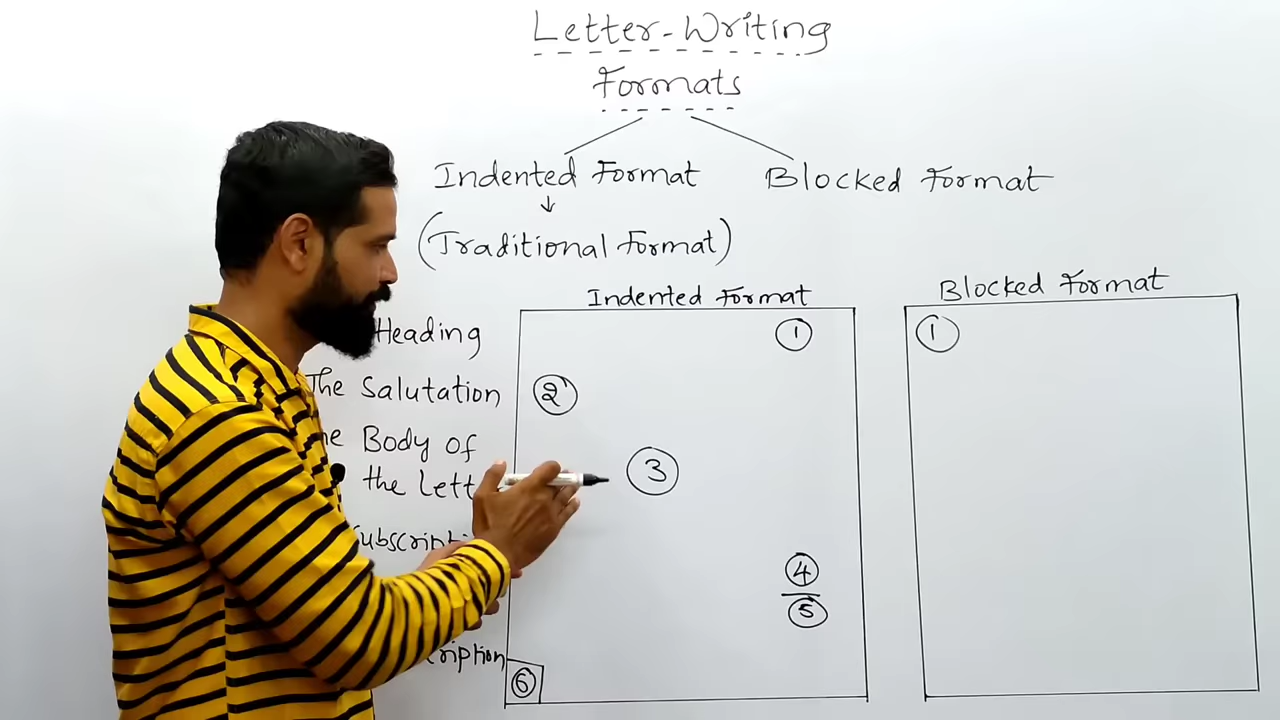 Letter-Writing
Formats
Indented Format
Blocked Format
↓
(Traditional Format)
Indented Format
Blocked Format
Heading
The Salutation
Body of
the
1
2
3
4
5
6
1